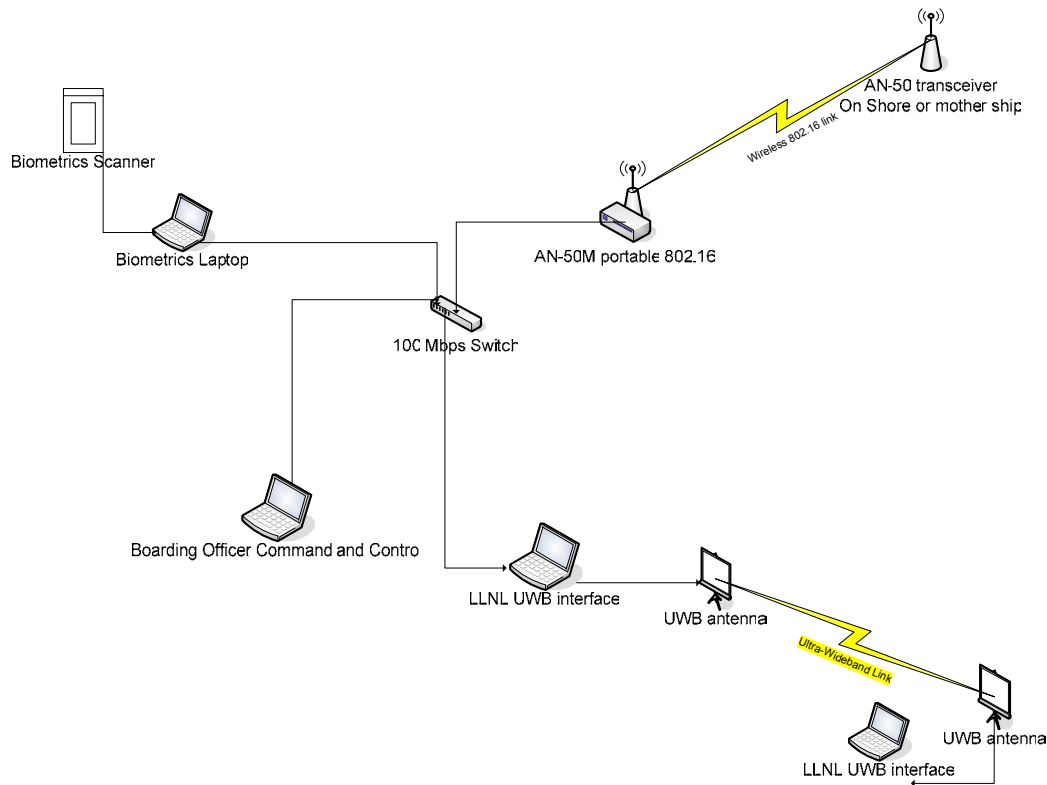 AN-50 transceiver
On Shore or mother ship
Wireless 802.16 link
Biometrics Scanner
AN-50M portable 802.16
Biometrics Laptop
100 Mbps Switch
Boarding Officer Command and Contro
LLNL UWB interface
UWB antenna
Ultra-Wideband Link
UWB antenna
LLNL UWB interface